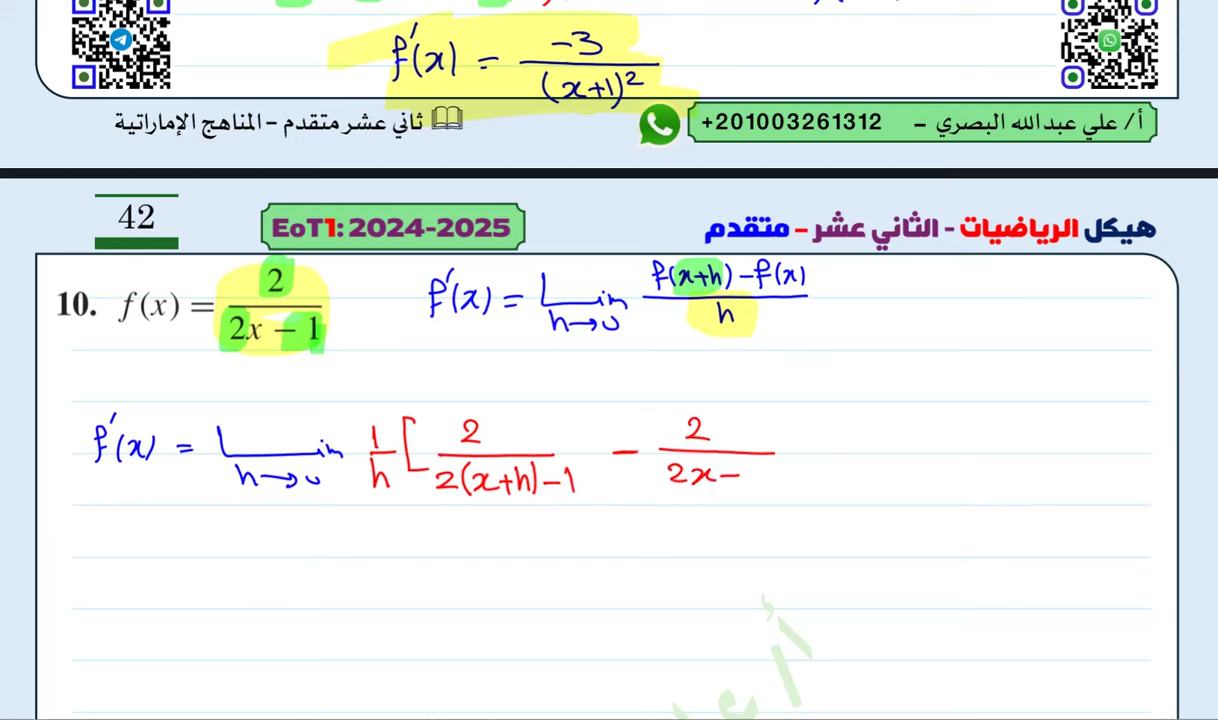 f'(x) = -3/(x+1)²
ثاني عشر متقدم – المناهج الإماراتية
أ/ علي عبدالله البصري – +201003261312
42
EoT1: 2024-2025
هيكل الرياضيات - الثاني عشر – متقدم
10. f(x) = 2/(2x − 1)
f'(x) = Lim h→0 (f(x+h) − f(x))/h
f'(x) = Lim h→0 1/h [ 2/(2(x+h)−1) − 2/(2x−